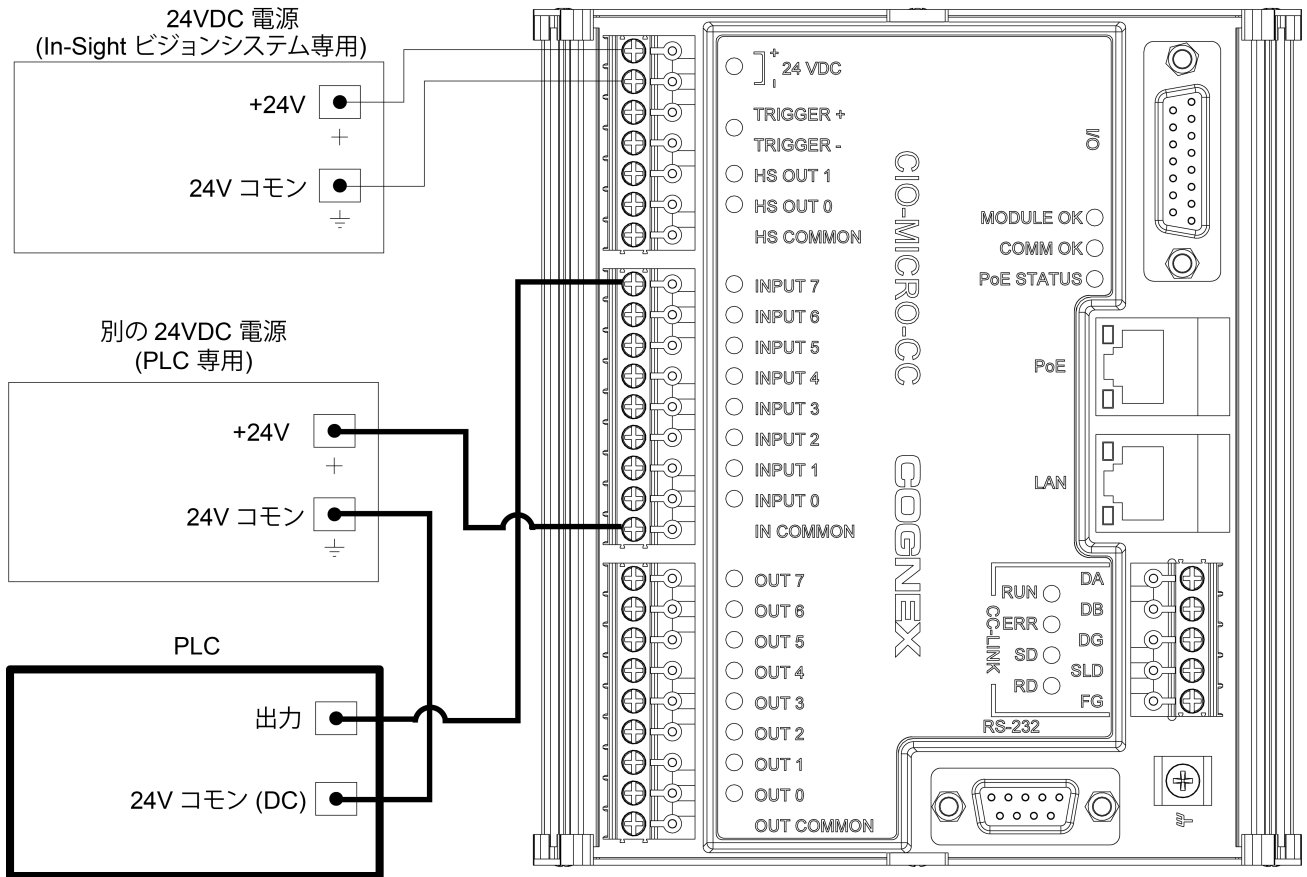 24VDC 電源
(In-Sight ビジョンシステム専用)
+24V
+
24V コモン
別の 24VDC 電源
(PLC 専用)
+24V
+
24V コモン
PLC
出力
24V コモン (DC)
+
-
24 VDC
TRIGGER +
TRIGGER -
HS OUT 1
HS OUT 0
HS COMMON
INPUT 7
INPUT 6
INPUT 5
INPUT 4
INPUT 3
INPUT 2
INPUT 1
INPUT 0
IN COMMON
OUT 7
OUT 6
OUT 5
OUT 4
OUT 3
OUT 2
OUT 1
OUT 0
OUT COMMON
CIO-MICRO-CC
COGNEX
I/O
MODULE OK
COMM OK
PoE STATUS
PoE
LAN
CC-LINK
RUN
ERR
SD
RD
DA
DB
DG
SLD
FG
RS-232